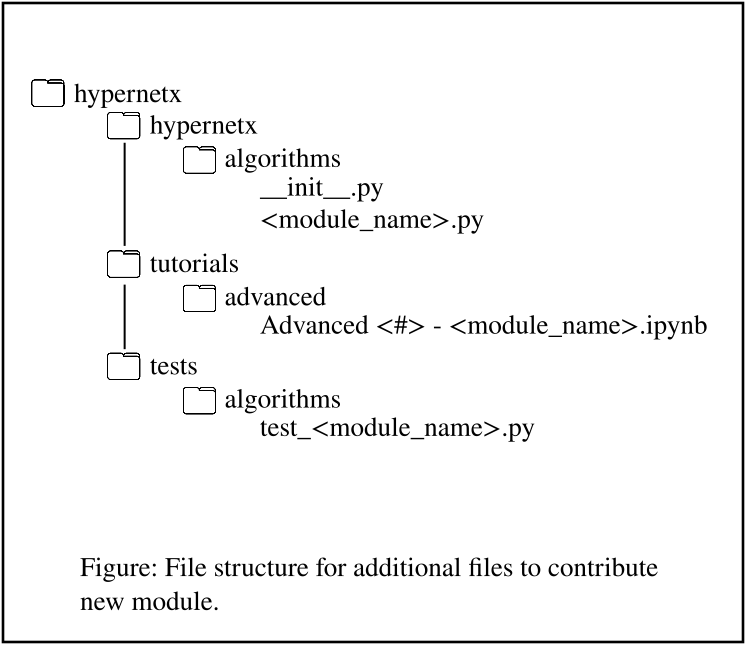 hypernetx
hypernetx
algorithms
__init__.py
<module_name>.py
tutorials
advanced
Advanced <#> - <module_name>.ipynb
tests
algorithms
test_<module_name>.py
Figure: File structure for additional files to contribute
new module.